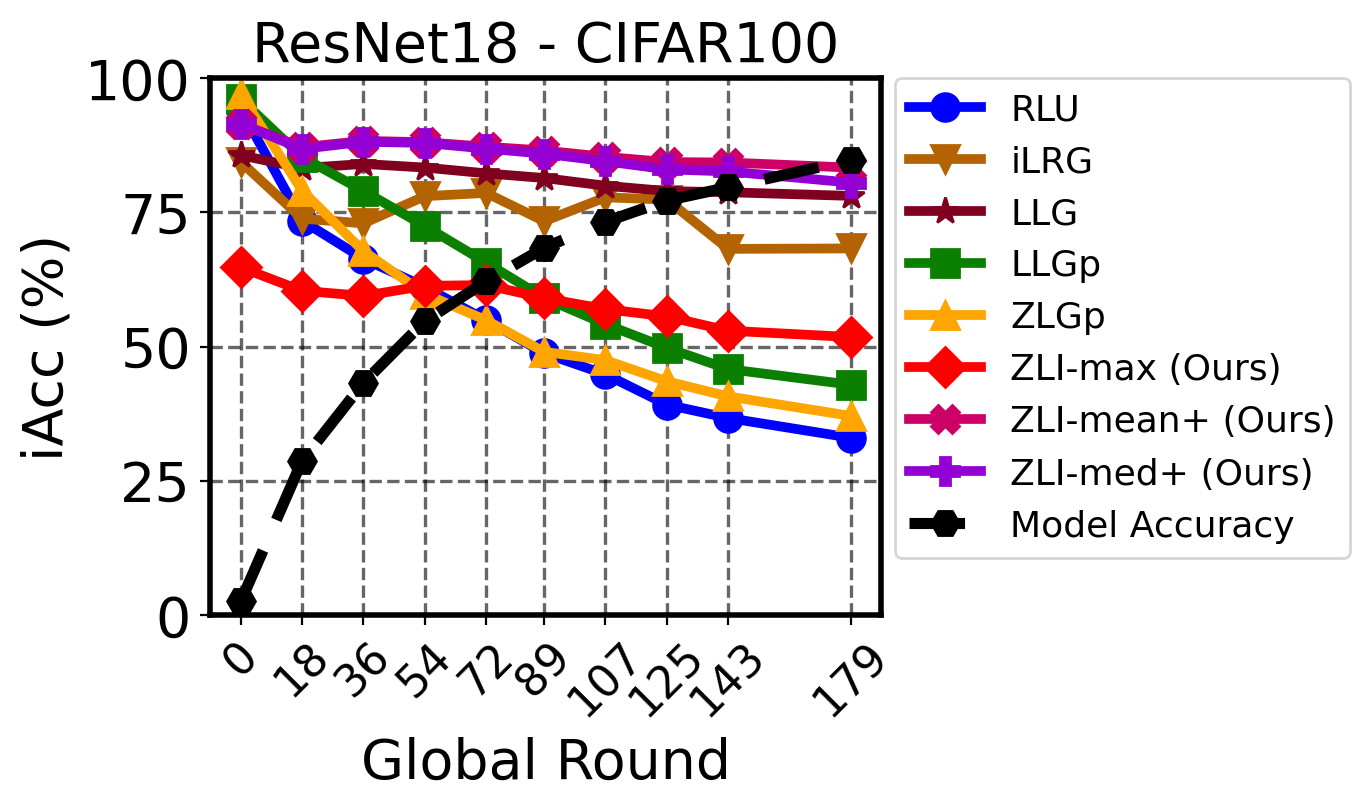 ResNet18 - CIFAR100
iAcc (%)
100
75
50
25
0
0
18
36
54
72
89
107
125
143
179
Global Round
RLU
iLRG
LLG
LLGp
ZLGp
ZLI-max (Ours)
ZLI-mean+ (Ours)
ZLI-med+ (Ours)
Model Accuracy